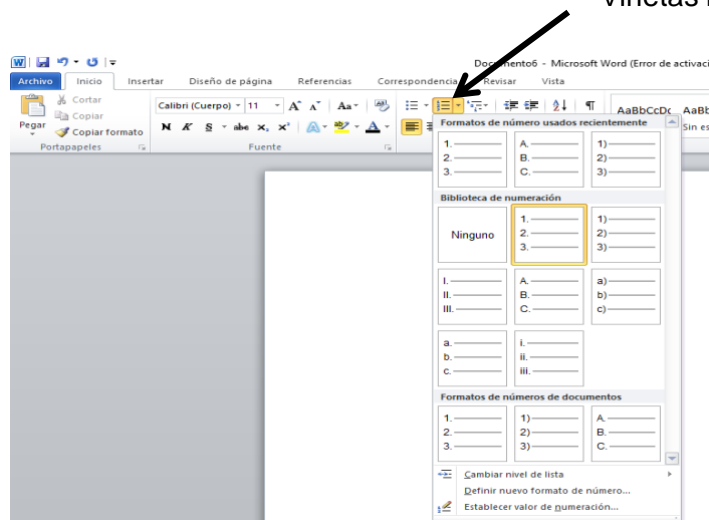 Viñetas
Documento6 - Microsoft Word (Error de activaci
Archivo Inicio Insertar Diseño de página Referencias Correspondencia Revisar Vista
Cortar
Copiar
Pegar
Copiar formato
Portapapeles
Calibri (Cuerpo) 11 A A Aa
N K S abc x, x² A ab A
Fuente
AaBbCcDc AaBb
Sin es
Formatos de número usados recientemente
1. A. 1)
2. B. 2)
3. C. 3)
Biblioteca de numeración
Ninguno
1. 1)
2. 2)
3. 3)
I. A. a)
II. B. b)
III. C. c)
a. i.
b. ii.
c. iii.
Formatos de números de documentos
1. 1) A.
2. 2) B.
3. 3) C.
Cambiar nivel de lista
Definir nuevo formato de número...
Establecer valor de numeración...